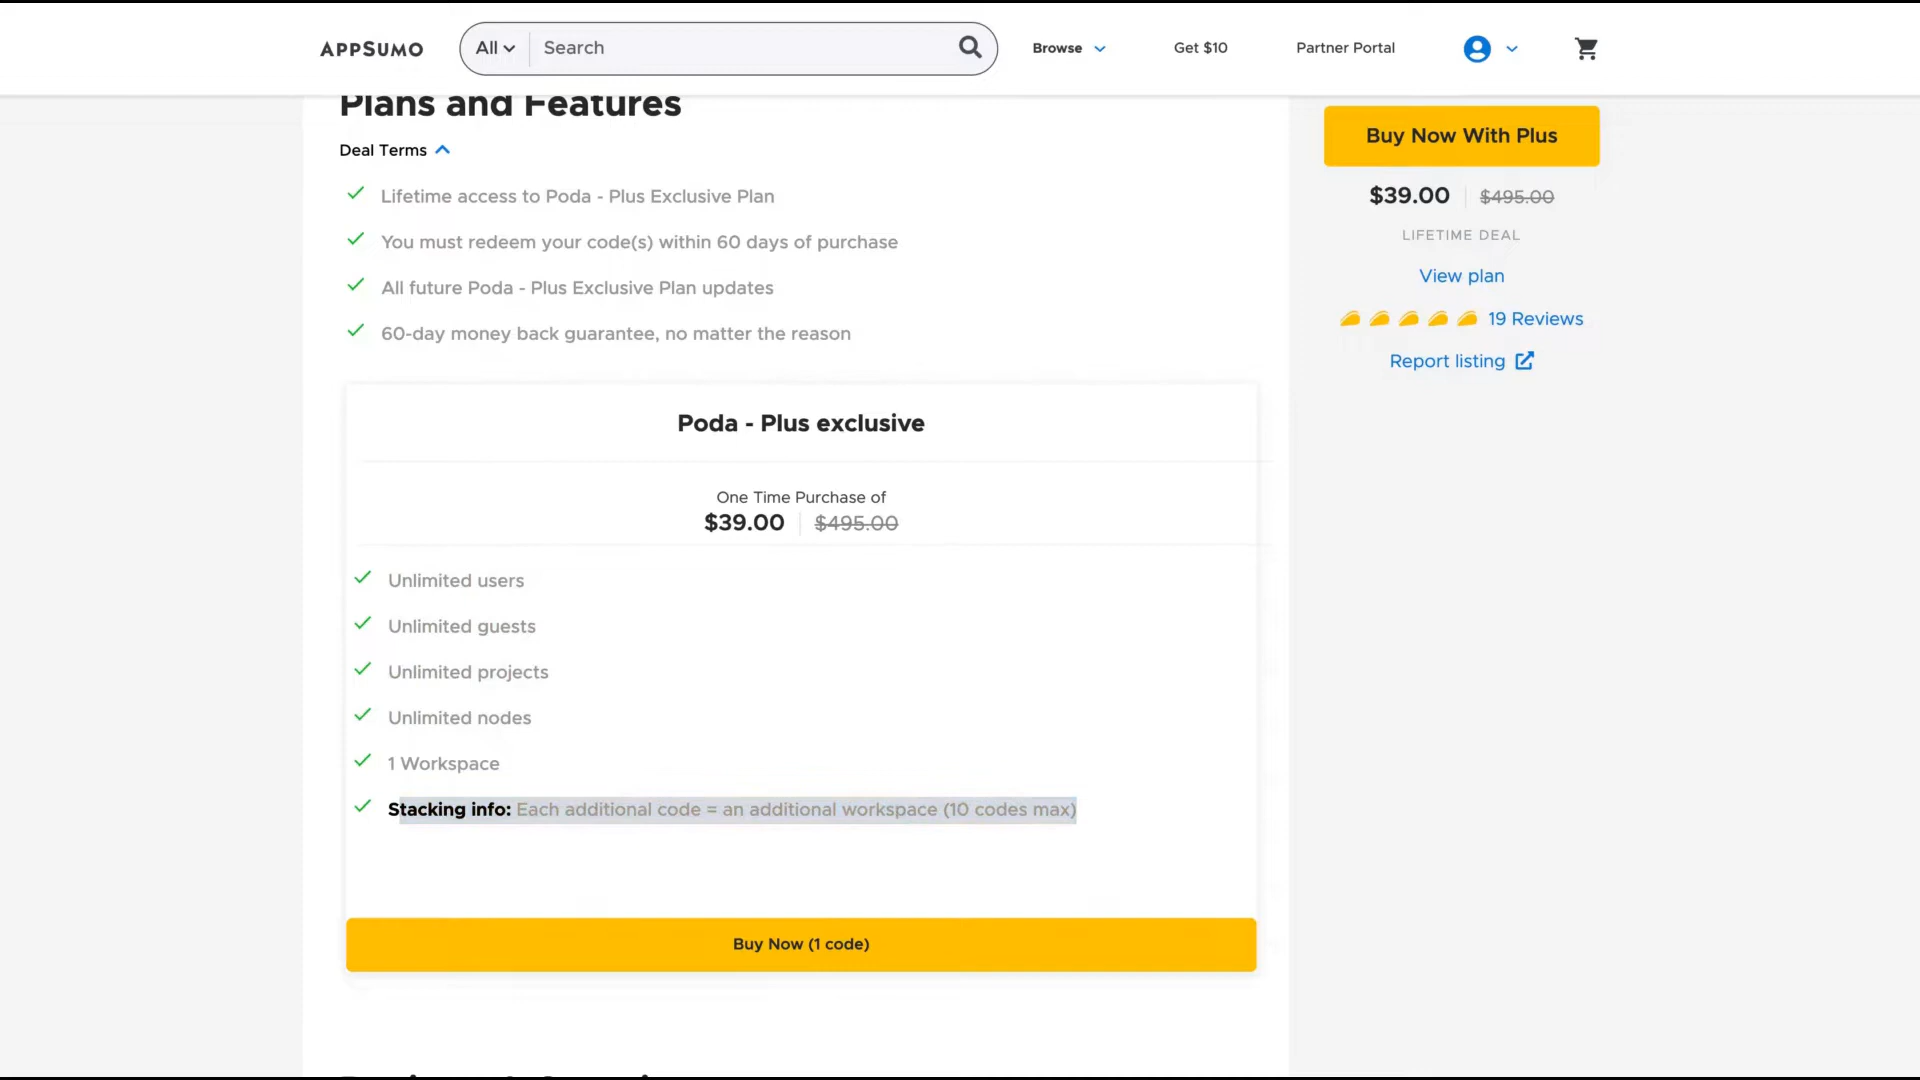 APPSUMO
All
Search
Browse
Get $10
Partner Portal
Plans and Features
Deal Terms
Lifetime access to Poda - Plus Exclusive Plan
You must redeem your code(s) within 60 days of purchase
All future Poda - Plus Exclusive Plan updates
60-day money back guarantee, no matter the reason
Buy Now With Plus
$39.00 $495.00
LIFETIME DEAL
View plan
19 Reviews
Report listing
Poda - Plus exclusive
One Time Purchase of
$39.00 $495.00
Unlimited users
Unlimited guests
Unlimited projects
Unlimited nodes
1 Workspace
Stacking info: Each additional code = an additional workspace (10 codes max)
Buy Now (1 code)